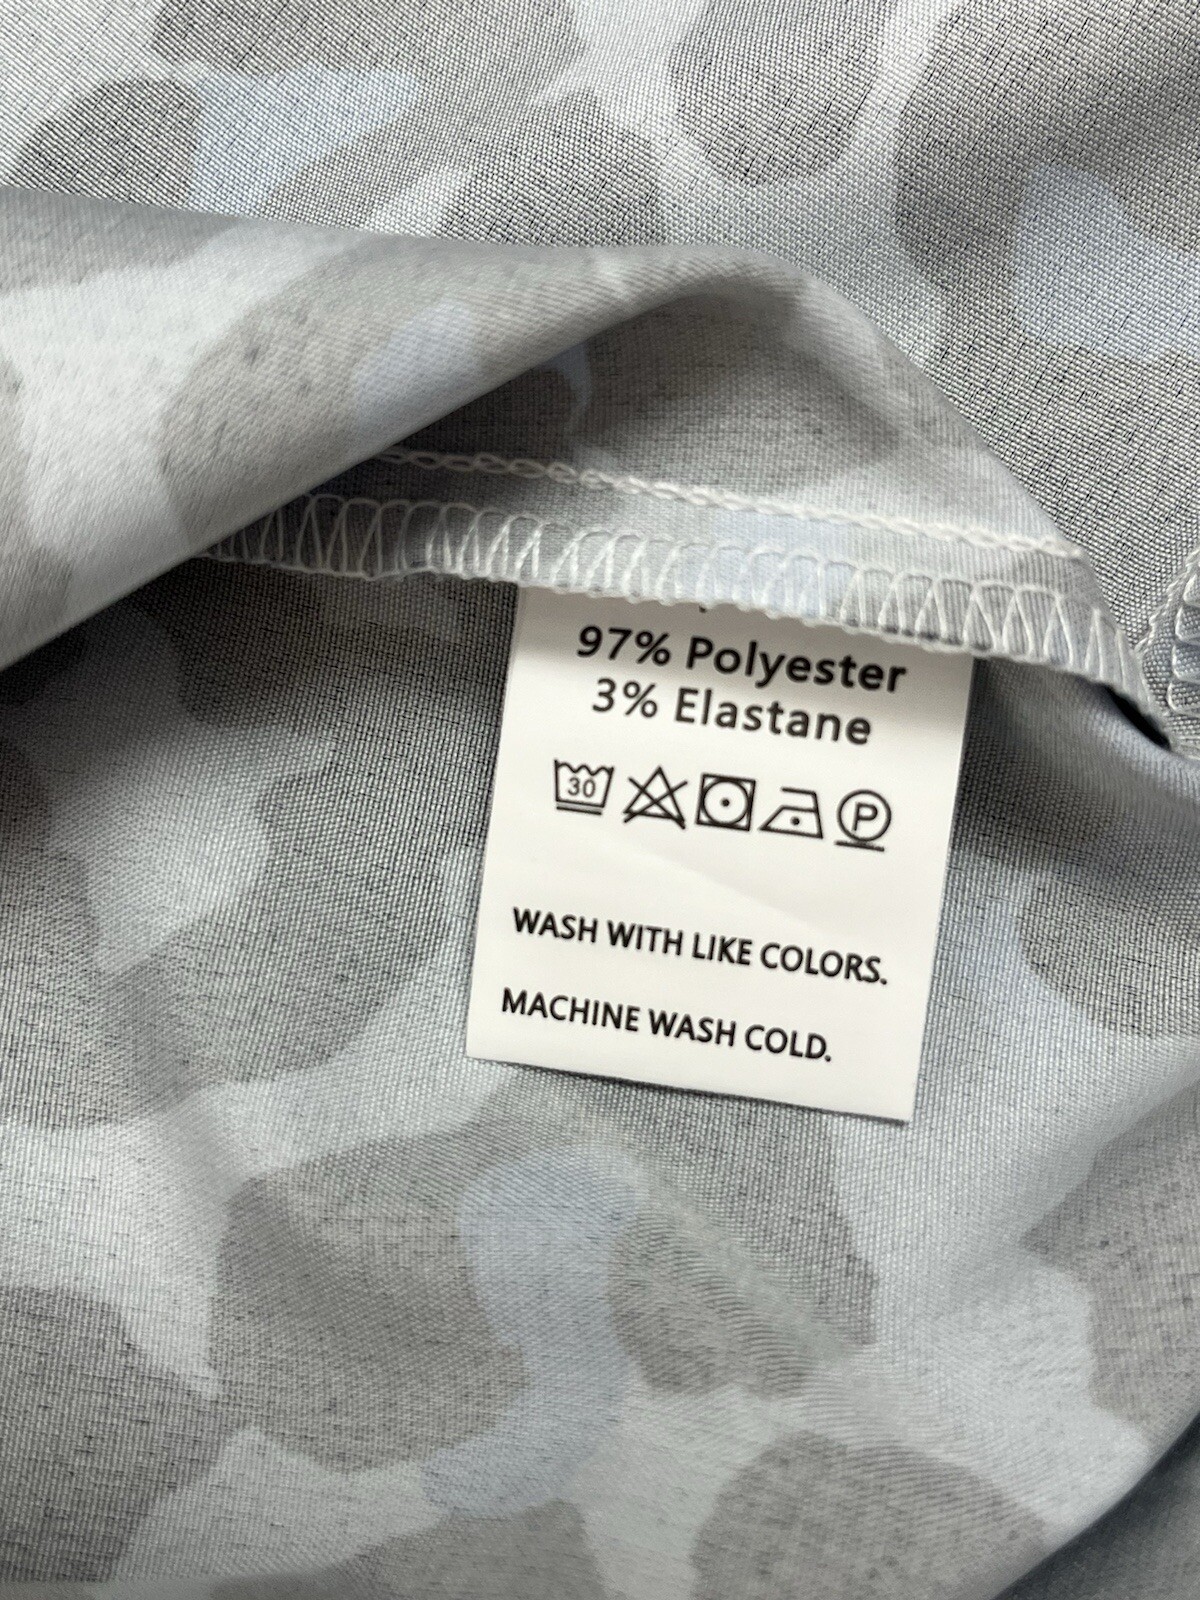 97% Polyester
3% Elastane
30 P
WASH WITH LIKE COLORS.
MACHINE WASH COLD.